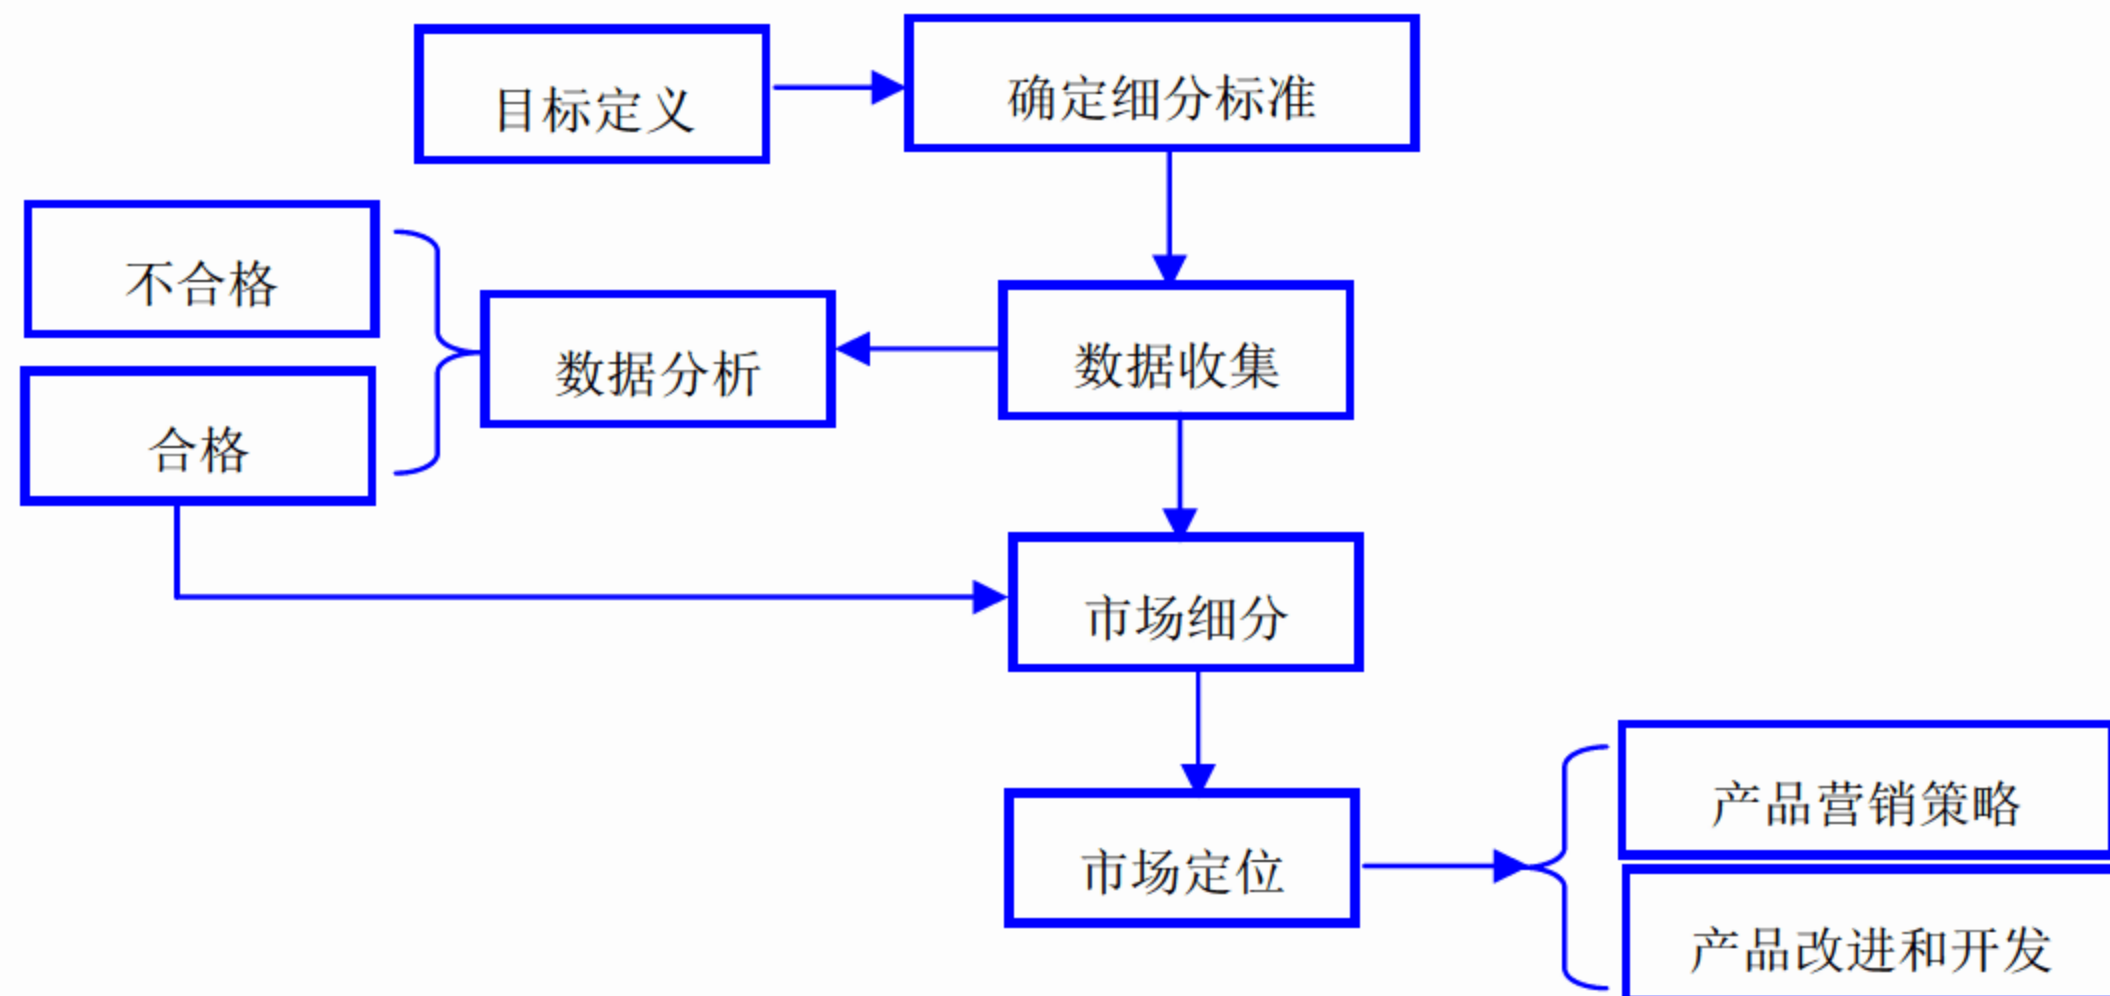 目标定义
确定细分标准
不合格
数据分析
数据收集
合格
市场细分
市场定位
产品营销策略
产品改进和开发